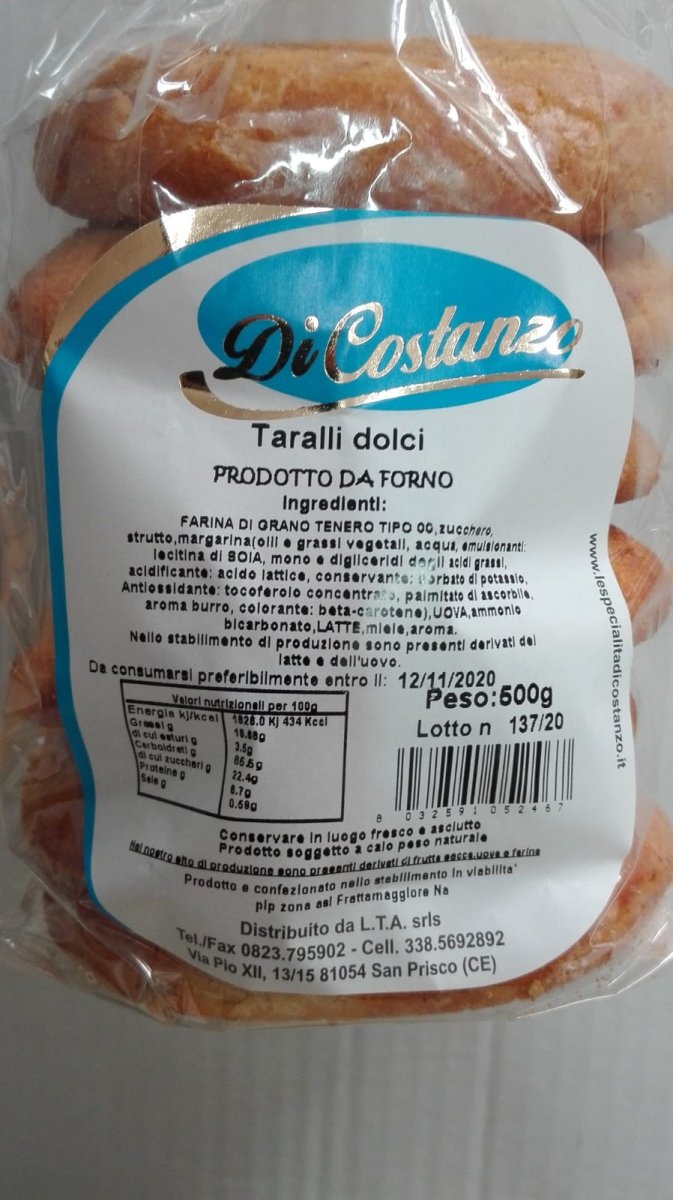 Di Costanzo
Taralli dolci
PRODOTTO DA FORNO
Ingredienti:
FARINA DI GRANO TENERO TIPO 00,zucchero,
strutto,margarina(olii e grassi vegetali, acqua, emulsionanti:
lecitina di SOIA, mono e digliceridi degli acidi grassi,
acidificante: acido lattico, conservante: sorbato di potassio,
Antiossidante: tocoferolo concentrato, palmitato di ascorbile,
aroma burro, colorante: beta-carotene),UOVA,ammonio
bicarbonato,LATTE,miele,aroma.
Nello stabilimento di produzione sono presenti derivati del
latte e dell'uovo.
Da consumarsi preferibilmente entro il: 12/11/2020
Peso:500g
Lotto n 137/20
Valori nutrizionali per 100g
Energia kj/kcal 1828.0 KJ 434 Kcal
Grassi g
di cui saturi g 3.5g
Carboidrati g
di cui zuccheri g 22.4g
Proteine g 6.7g
Sale g 0.59g
8 032591 052467
Conservare in luogo fresco e asciutto
Prodotto soggetto a calo peso naturale
Nel nostro sito di produzione sono presenti derivati di frutta secca,uova e farina
Prodotto e confezionato nello stabilimento in viabilita'
pip zona asi Frattamaggiore Na
Distribuito da L.T.A. srls
Tel./Fax 0823.795902 - Cell. 338.5692892
Via Pio XII, 13/15 81054 San Prisco (CE)
www.lespecialitadicostanzo.it